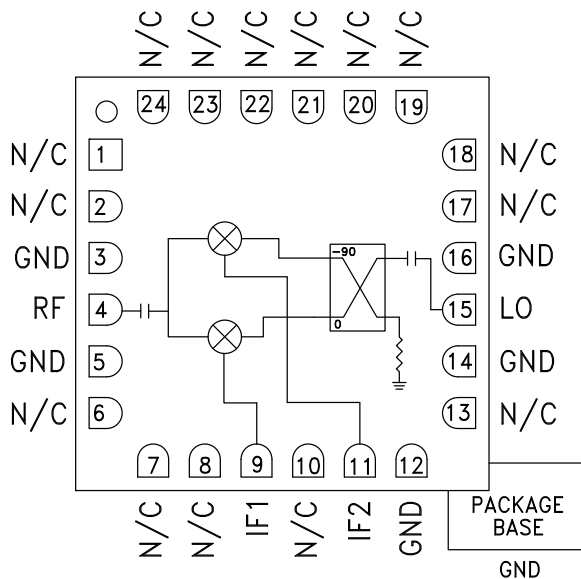 N/C N/C N/C N/C N/C N/C
24 23 22 21 20 19
N/C 1 18 N/C
N/C 2 17 N/C
GND 3 -90 16 GND
RF 4 15 LO
0
GND 5 14 GND
N/C 6 13 N/C
7 8 9 10 11 12
N/C N/C IF1 N/C IF2 GND
PACKAGE
BASE
GND